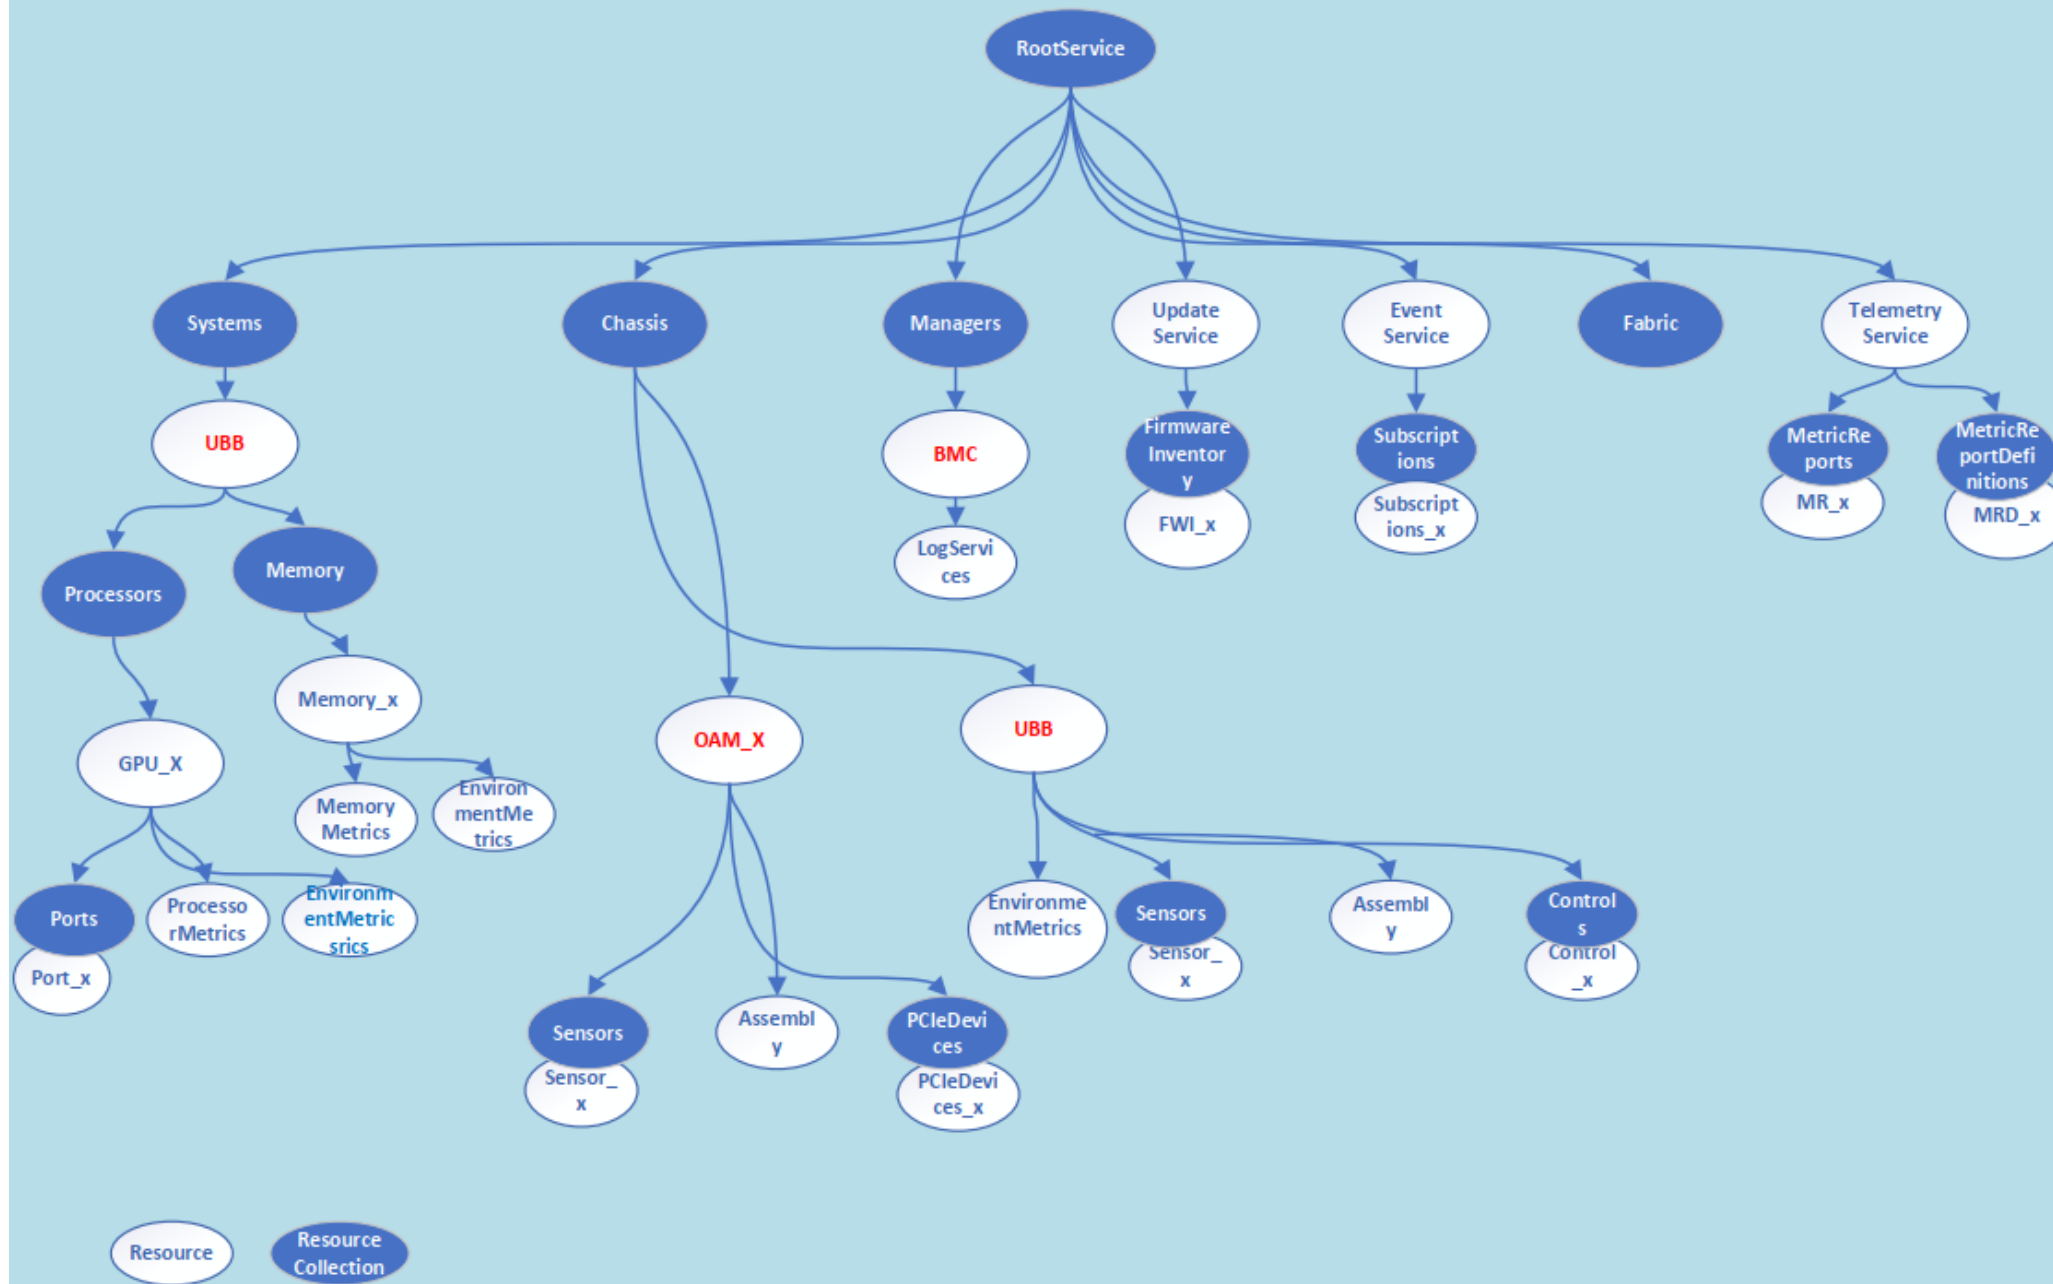 RootService
Systems
Chassis
Managers
Update
Service
Event
Service
Fabric
Telemetry
Service
UBB
BMC
Firmware
Inventor
y
FWI_x
Subscript
ions
Subscript
ions_x
MetricRe
ports
MR_x
MetricRe
portDefi
nitions
MRD_x
LogServi
ces
Processors
Memory
Memory_x
GPU_X
Memory
Metrics
Environ
mentMe
trics
OAM_X
UBB
Ports
Port_x
Processo
rMetrics
Environm
entMetric
srics
Environme
ntMetrics
Sensors
Sensor_
x
Assembl
y
Control
s
Control
_x
Sensors
Sensor_
x
Assembl
y
PCIeDevi
ces
PCIeDevi
ces_x
Resource
Resource
Collection